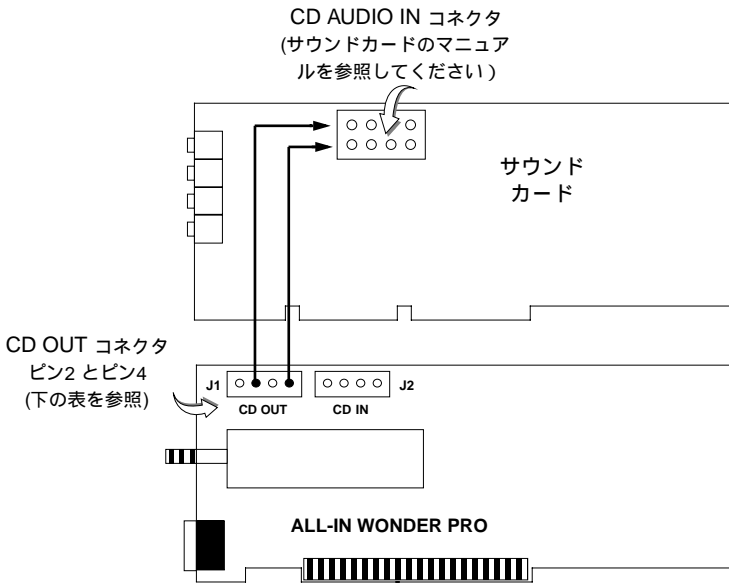 CD AUDIO IN コネクタ
(サウンドカードのマニュア
ルを参照してください )
サウンド
カード
CD OUT コネクタ
ピン2 とピン4
(下の表を参照)
J1
J2
CD OUT
CD IN
ALL-IN WONDER PRO